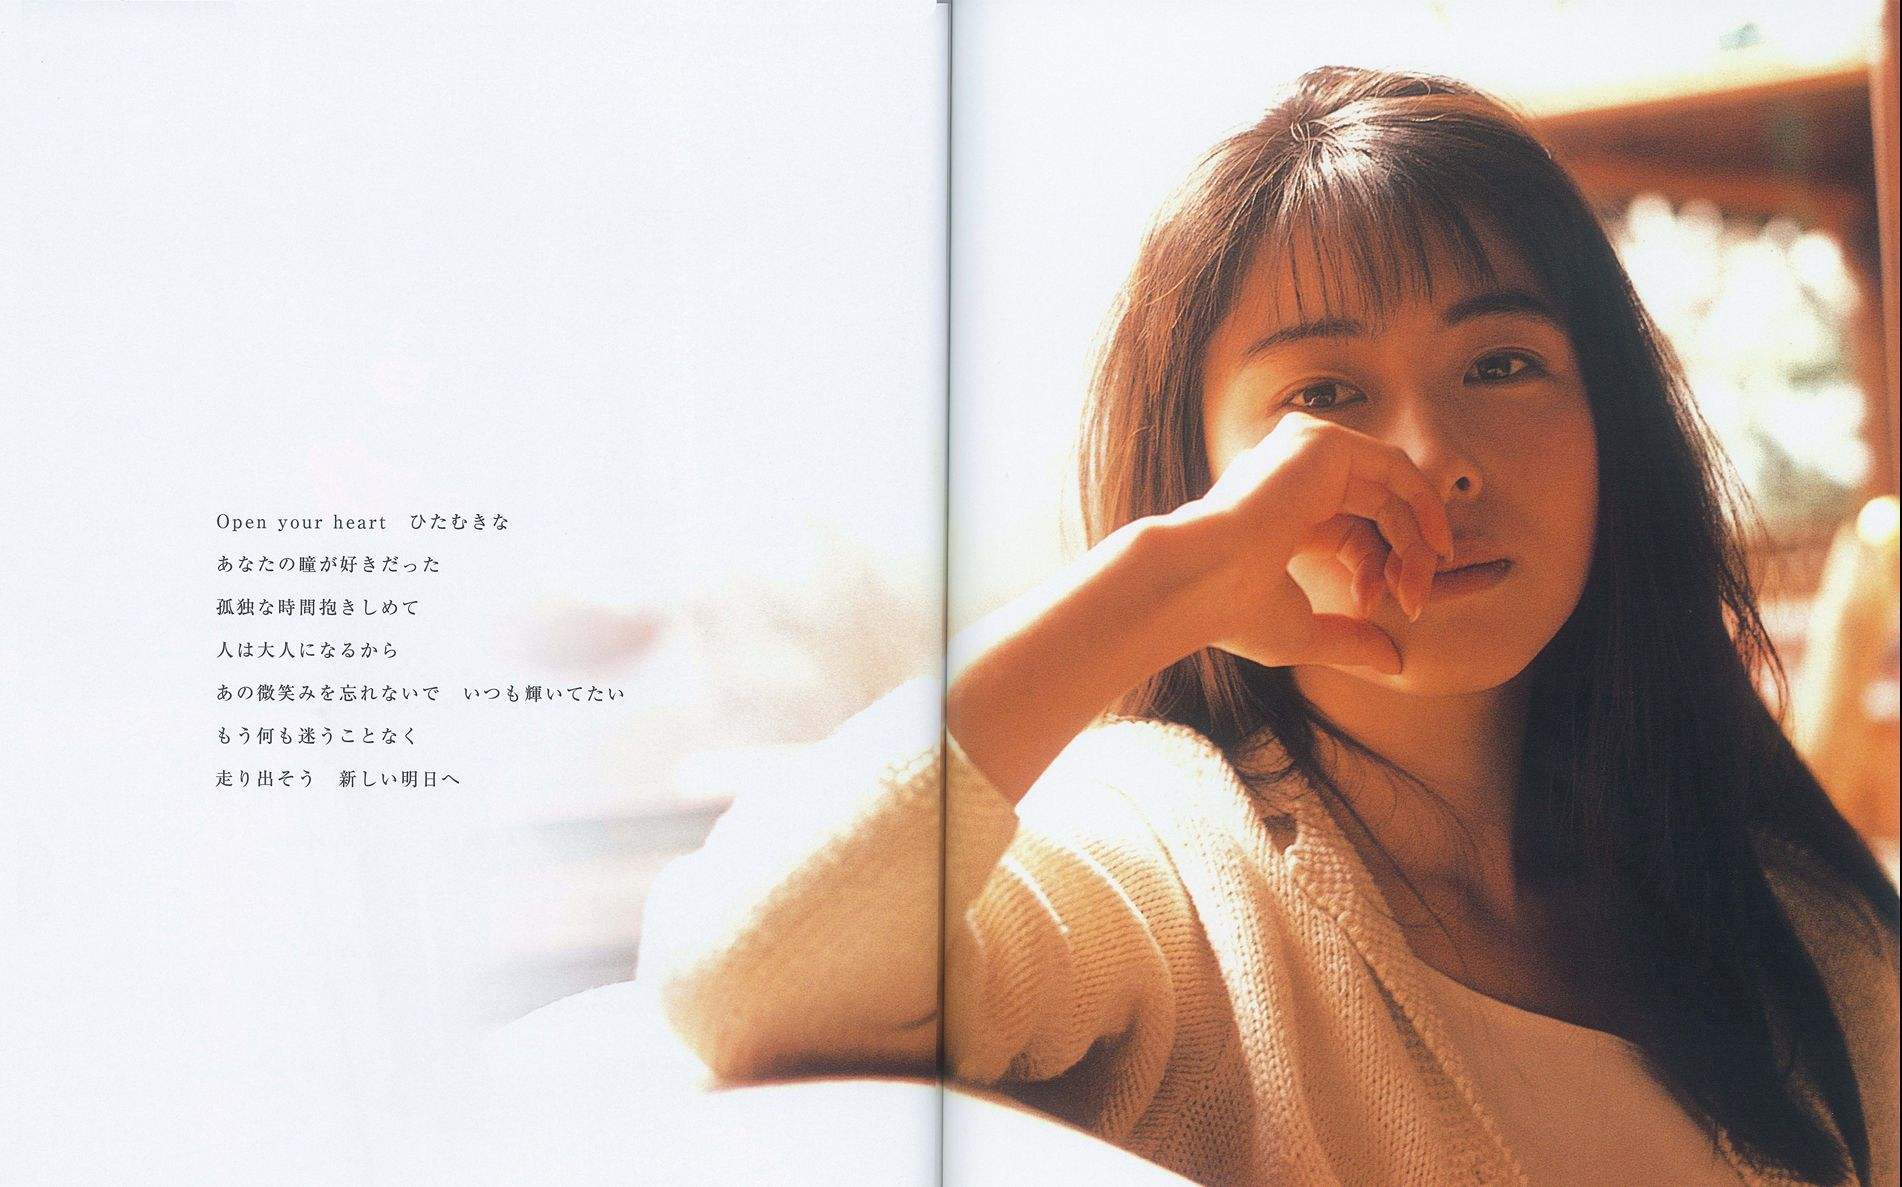 Open your heart　ひたむきな
あなたの瞳が好きだった
孤独な時間抱きしめて
人は大人になるから
あの微笑みを忘れないで　いつも輝いてたい
もう何も迷うことなく
走り出そう　新しい明日へ